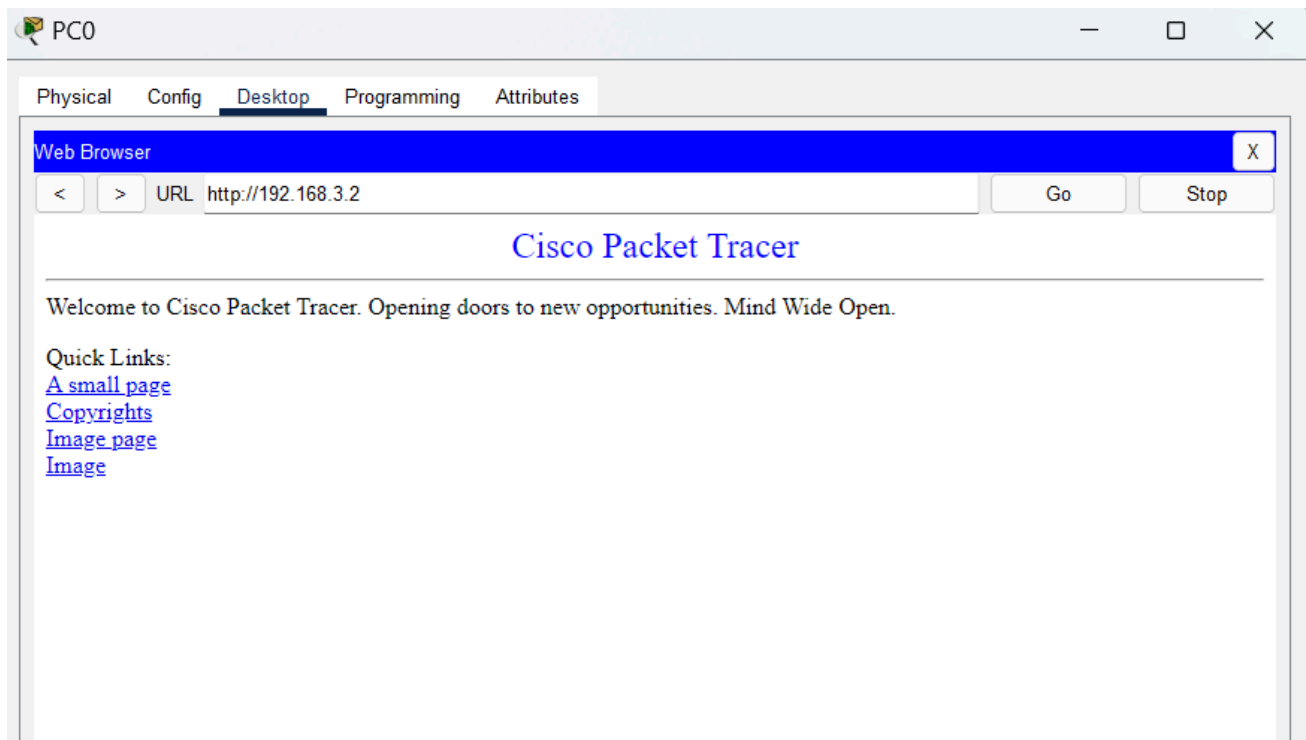 PC0
Physical Config Desktop Programming Attributes
Web Browser X
< > URL http://192.168.3.2 Go Stop
Cisco Packet Tracer
Welcome to Cisco Packet Tracer. Opening doors to new opportunities. Mind Wide Open.
Quick Links:
A small page
Copyrights
Image page
Image